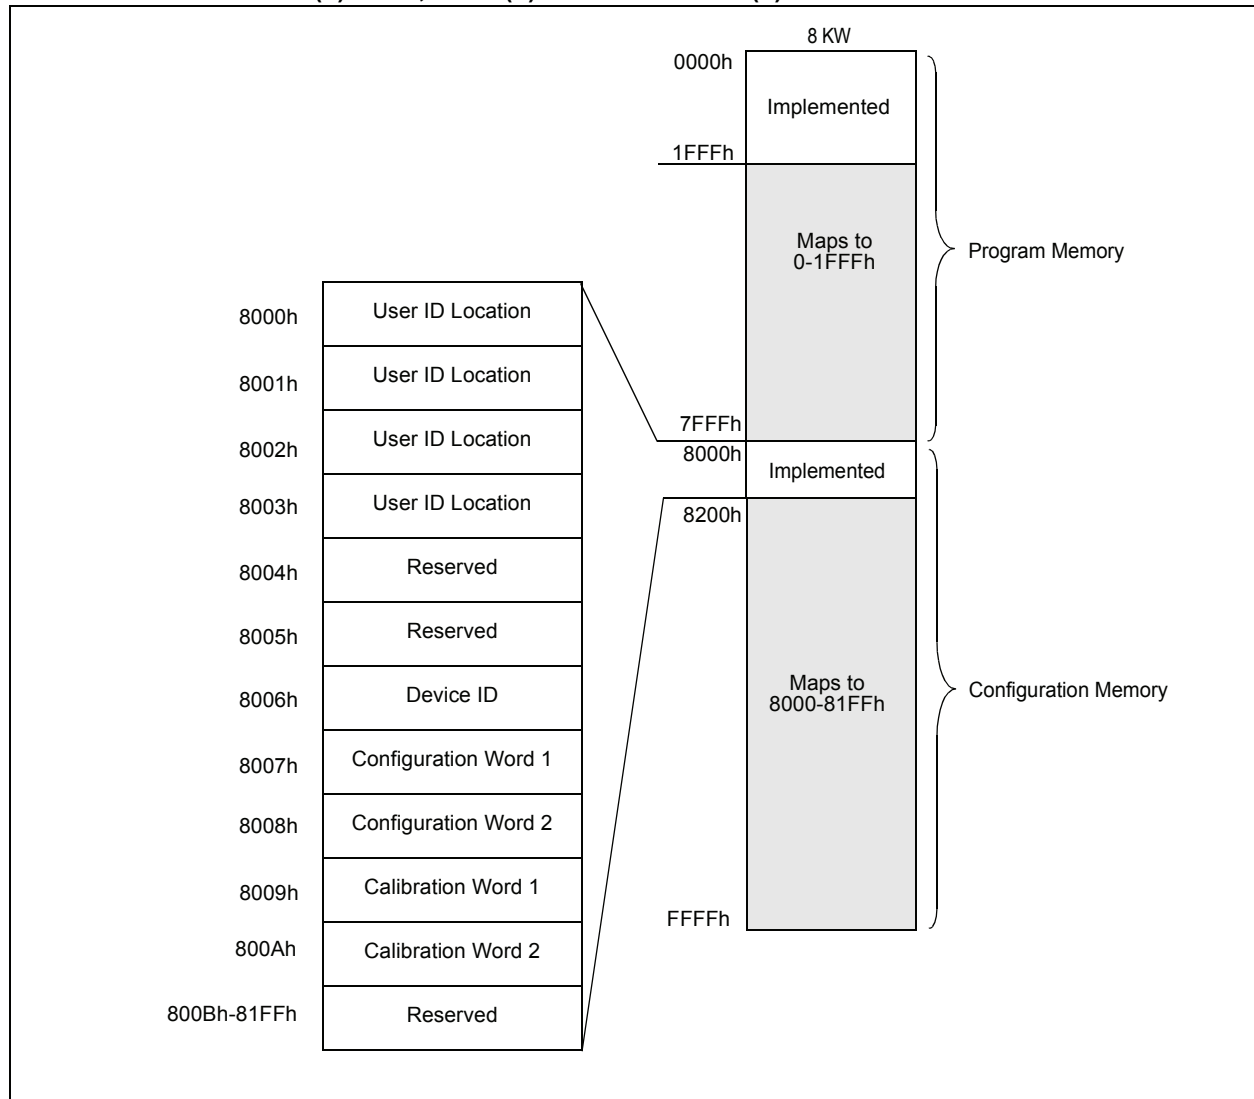 8 KW
0000h
Implemented
1FFFh
Maps to
0-1FFFh
Program Memory
7FFFh
8000h
Implemented
8200h
Maps to
8000-81FFh
Configuration Memory
FFFFh
8000h
User ID Location
8001h
User ID Location
8002h
User ID Location
8003h
User ID Location
8004h
Reserved
8005h
Reserved
8006h
Device ID
8007h
Configuration Word 1
8008h
Configuration Word 2
8009h
Calibration Word 1
800Ah
Calibration Word 2
800Bh-81FFh
Reserved